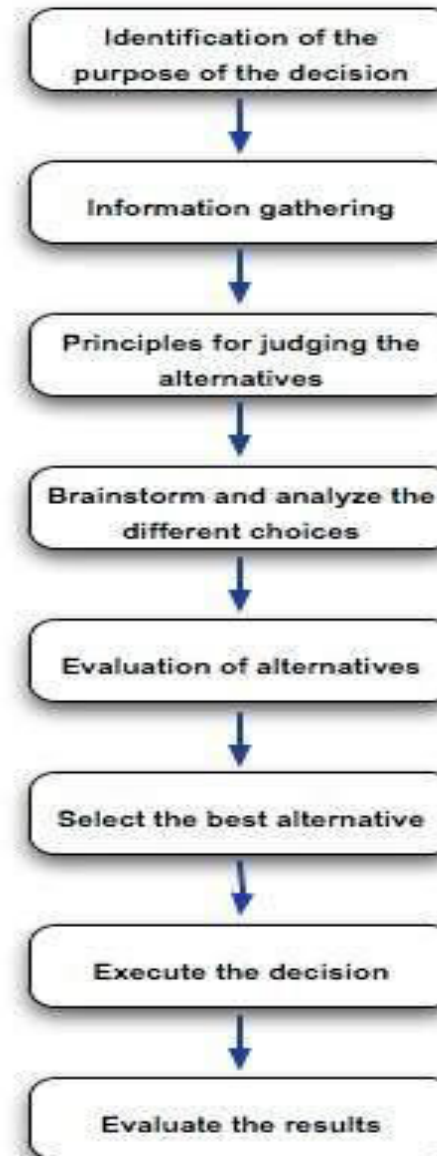 Identification of the
purpose of the decision
Information gathering
Principles for judging the
alternatives
Brainstorm and analyze the
different choices
Evaluation of alternatives
Select the best alternative
Execute the decision
Evaluate the results